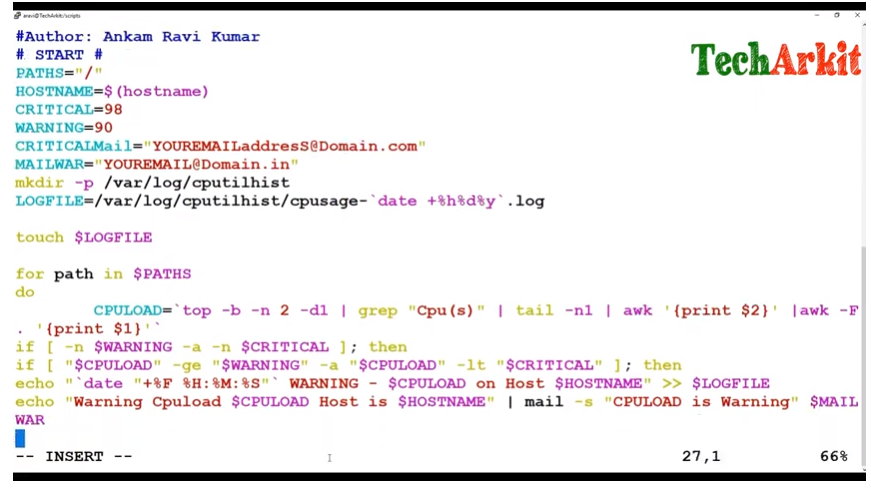 aravi@TechArkit:/scripts
#Author: Ankam Ravi Kumar
TechArkit
# START #
PATHS="/"
HOSTNAME=$(hostname)
CRITICAL=98
WARNING=90
CRITICALMail="YOUREMAILaddresS@Domain.com"
MAILWAR="YOUREMAIL@Domain.in"
mkdir -p /var/log/cputilhist
LOGFILE=/var/log/cputilhist/cpusage-`date +%h%d%y`.log
touch $LOGFILE
for path in $PATHS
do
CPULOAD=`top -b -n 2 -d1 | grep "Cpu(s)" | tail -n1 | awk '{print $2}' |awk -F
. '{print $1}'`
if [ -n $WARNING -a -n $CRITICAL ]; then
if [ "$CPULOAD" -ge "$WARNING" -a "$CPULOAD" -lt "$CRITICAL" ]; then
echo "`date "+%F %H:%M:%S"` WARNING - $CPULOAD on Host $HOSTNAME" >> $LOGFILE
echo "Warning Cpuload $CPULOAD Host is $HOSTNAME" | mail -s "CPULOAD is Warning" $MAIL
WAR
-- INSERT -- 27,1 66%